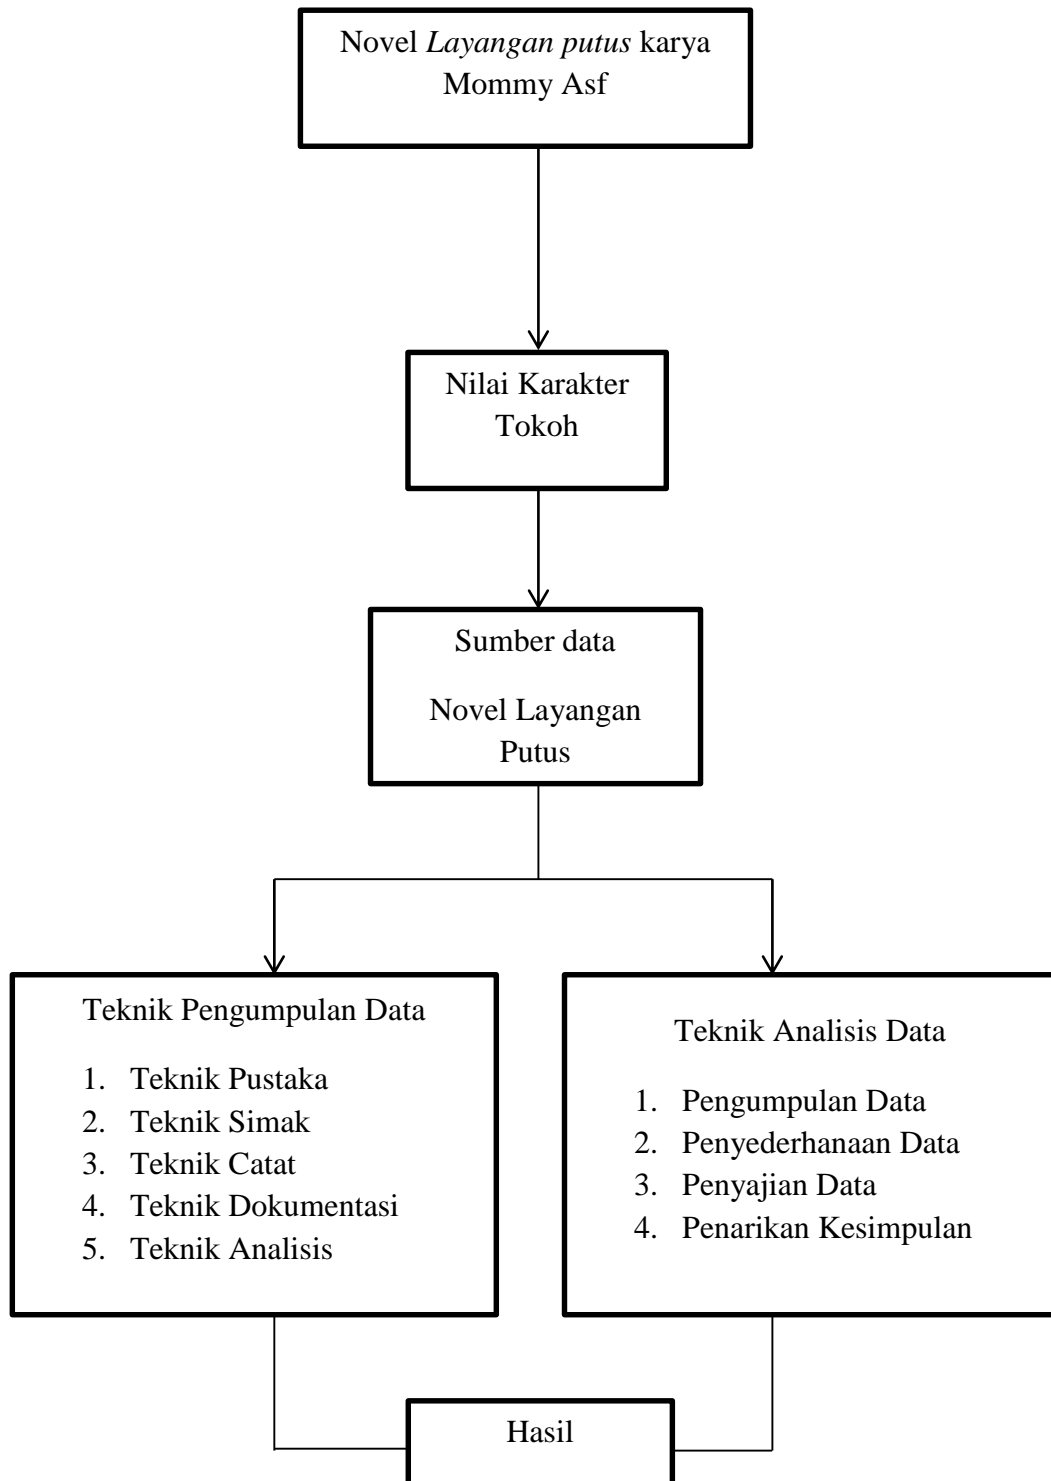 Novel Layangan putus karya
Mommy Asf
Nilai Karakter
Tokoh
Sumber data
Novel Layangan
Putus
Teknik Pengumpulan Data
1. Teknik Pustaka
2. Teknik Simak
3. Teknik Catat
4. Teknik Dokumentasi
5. Teknik Analisis
Teknik Analisis Data
1. Pengumpulan Data
2. Penyederhanaan Data
3. Penyajian Data
4. Penarikan Kesimpulan
Hasil